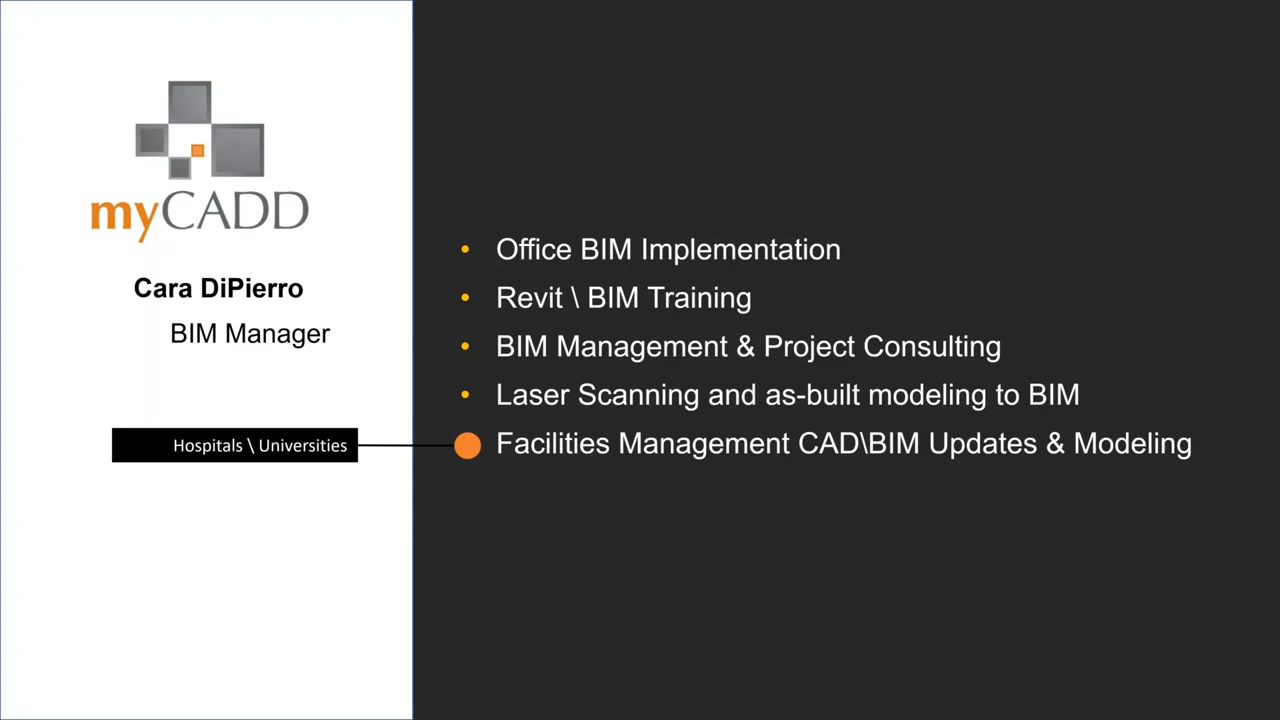 myCADD
Cara DiPierro
BIM Manager
Hospitals \ Universities
• Office BIM Implementation
• Revit \ BIM Training
• BIM Management & Project Consulting
• Laser Scanning and as-built modeling to BIM
Facilities Management CAD\BIM Updates & Modeling